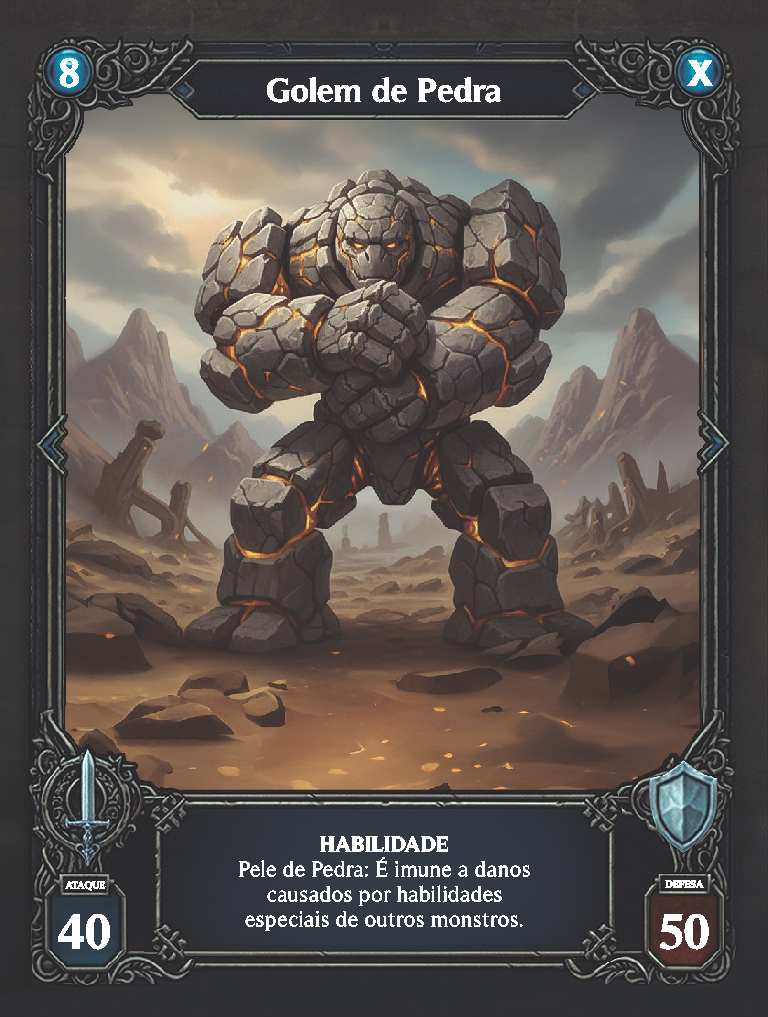 8
Golem de Pedra
X
HABILIDADE
Pele de Pedra: É imune a danos
causados por habilidades
especiais de outros monstros.
ATAQUE
40
DEFESA
50